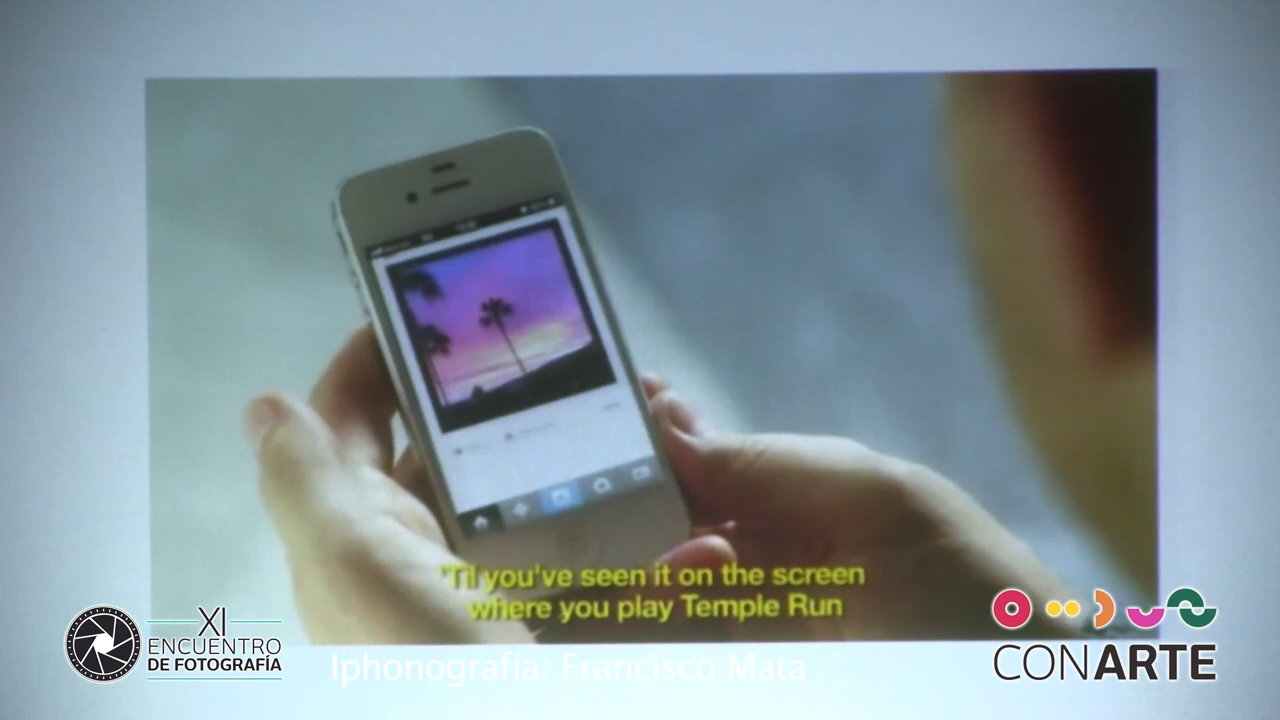 'Til you've seen it on the screen
where you play Temple Run
XI
ENCUENTRO
DE FOTOGRAFÍA
Iphonografía: Francisco Mata
CONARTE